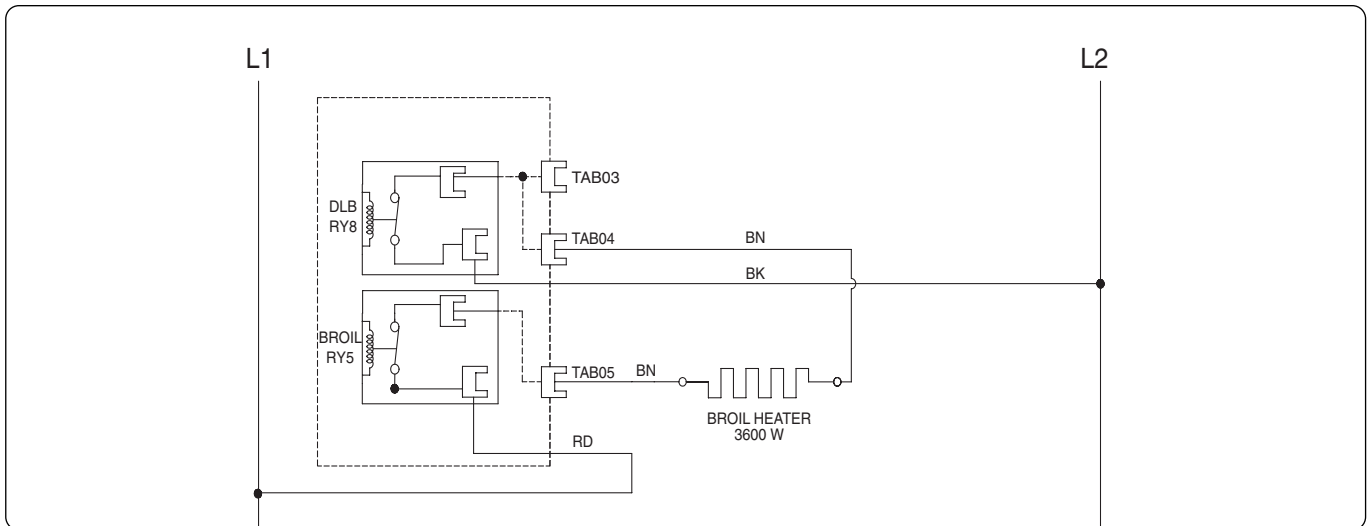 L1
L2
DLB
RY8
TAB03
TAB04
BN
BK
BROIL
RY5
TAB05
BN
BROIL HEATER
3600 W
RD